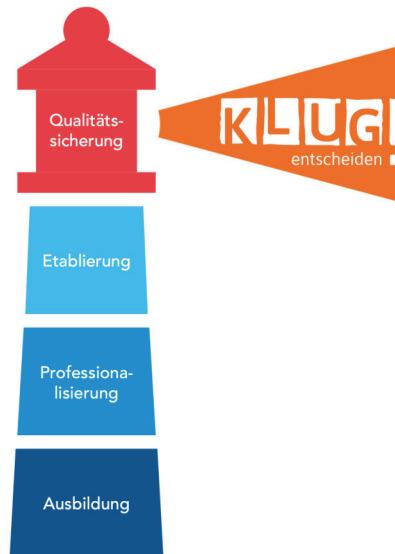 Qualitäts-
sicherung
KLUG
entscheiden
Etablierung
Professiona-
lisierung
Ausbildung